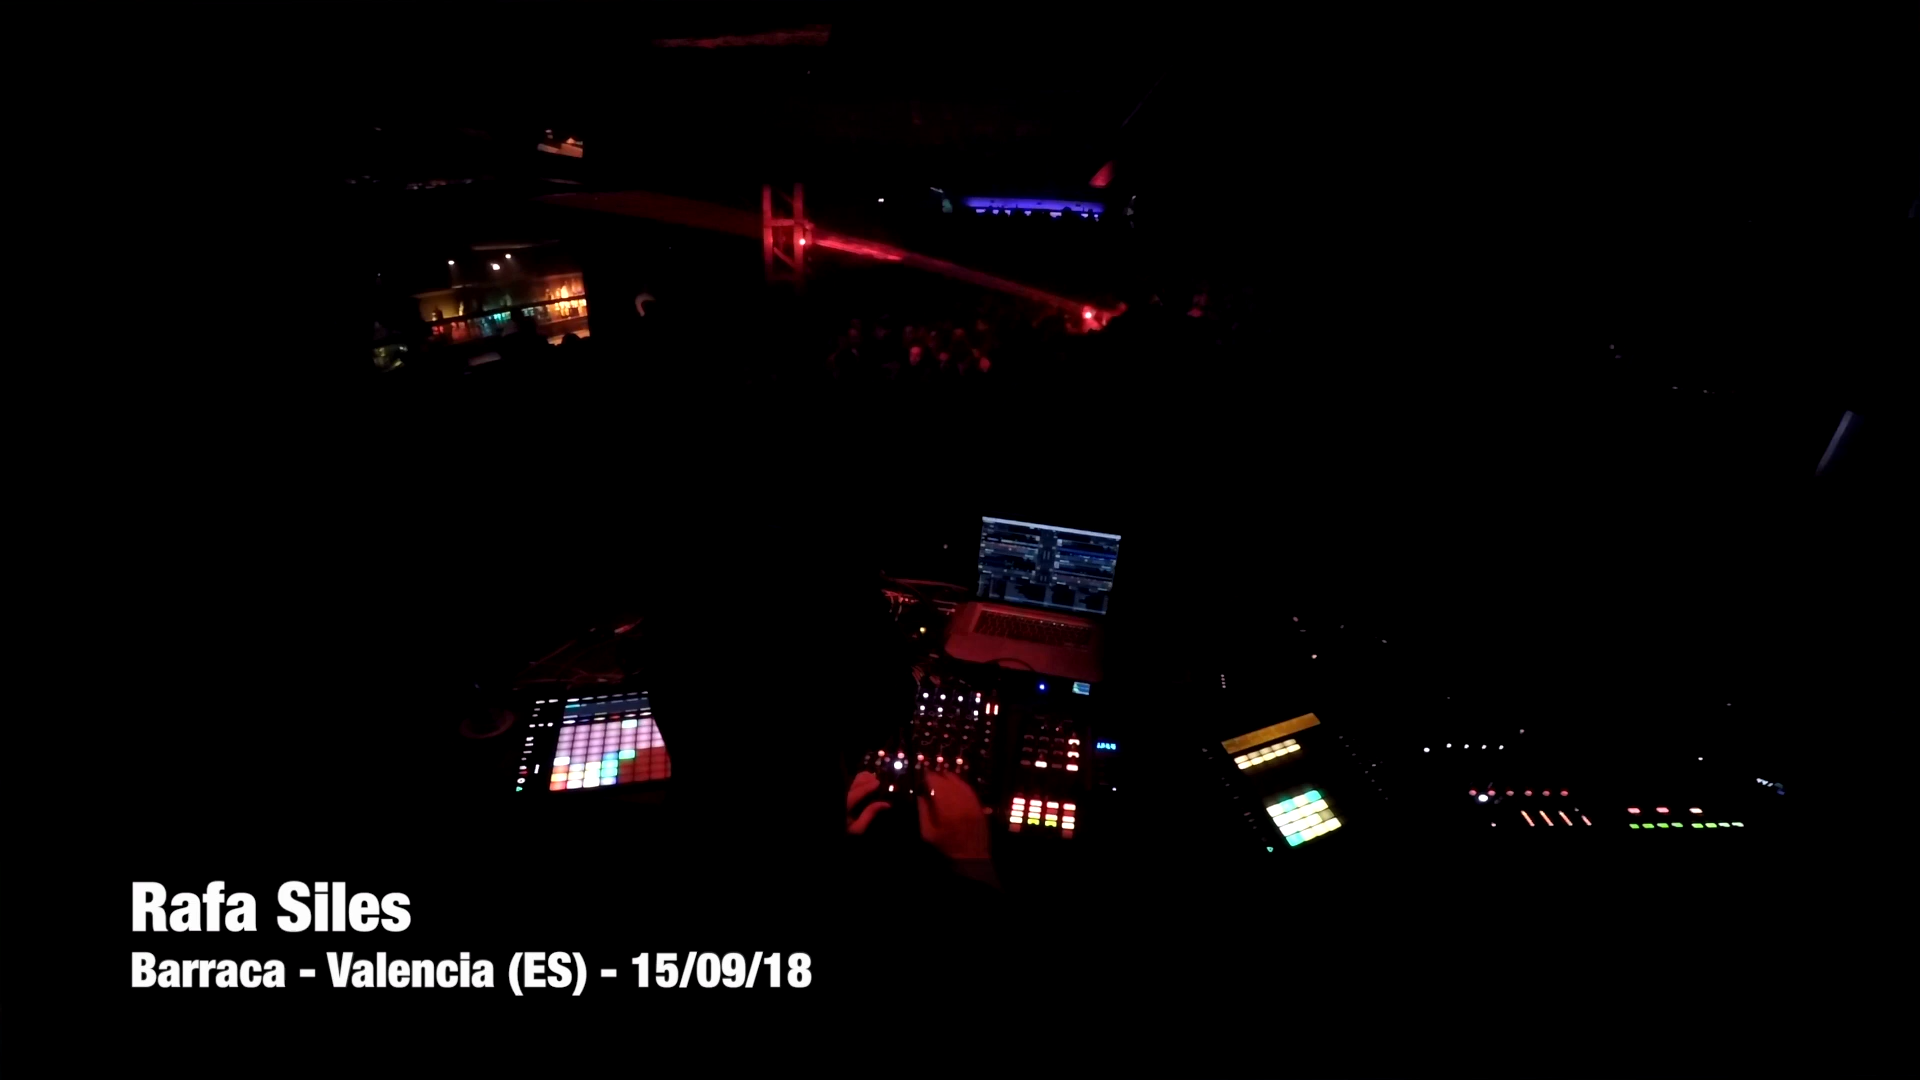 Rafa Siles
Barraca - Valencia (ES) - 15/09/18